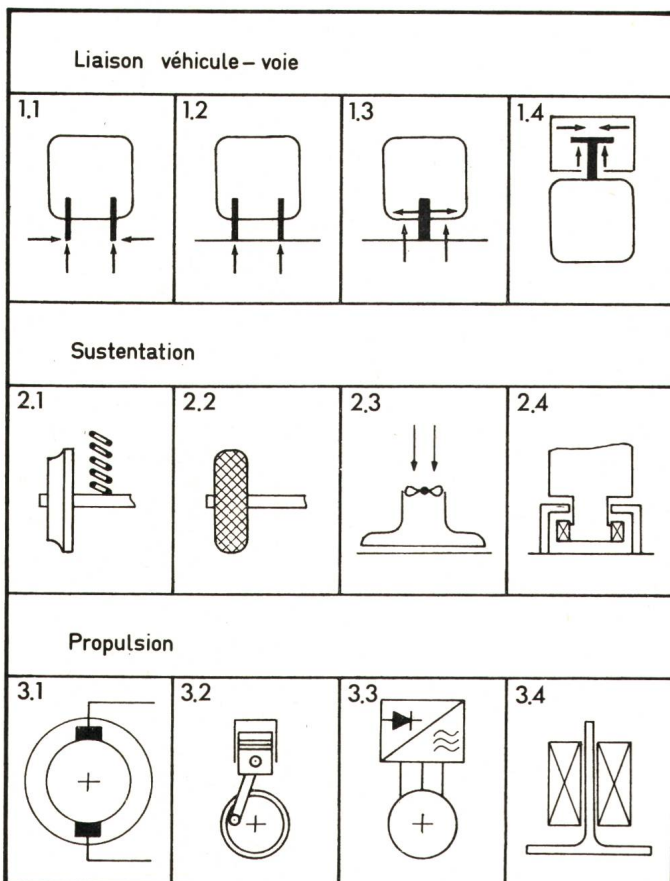 Liaison véhicule – voie
1.1 1.2 1.3 1.4
Sustentation
2.1 2.2 2.3 2.4
Propulsion
3.1 3.2 3.3 3.4